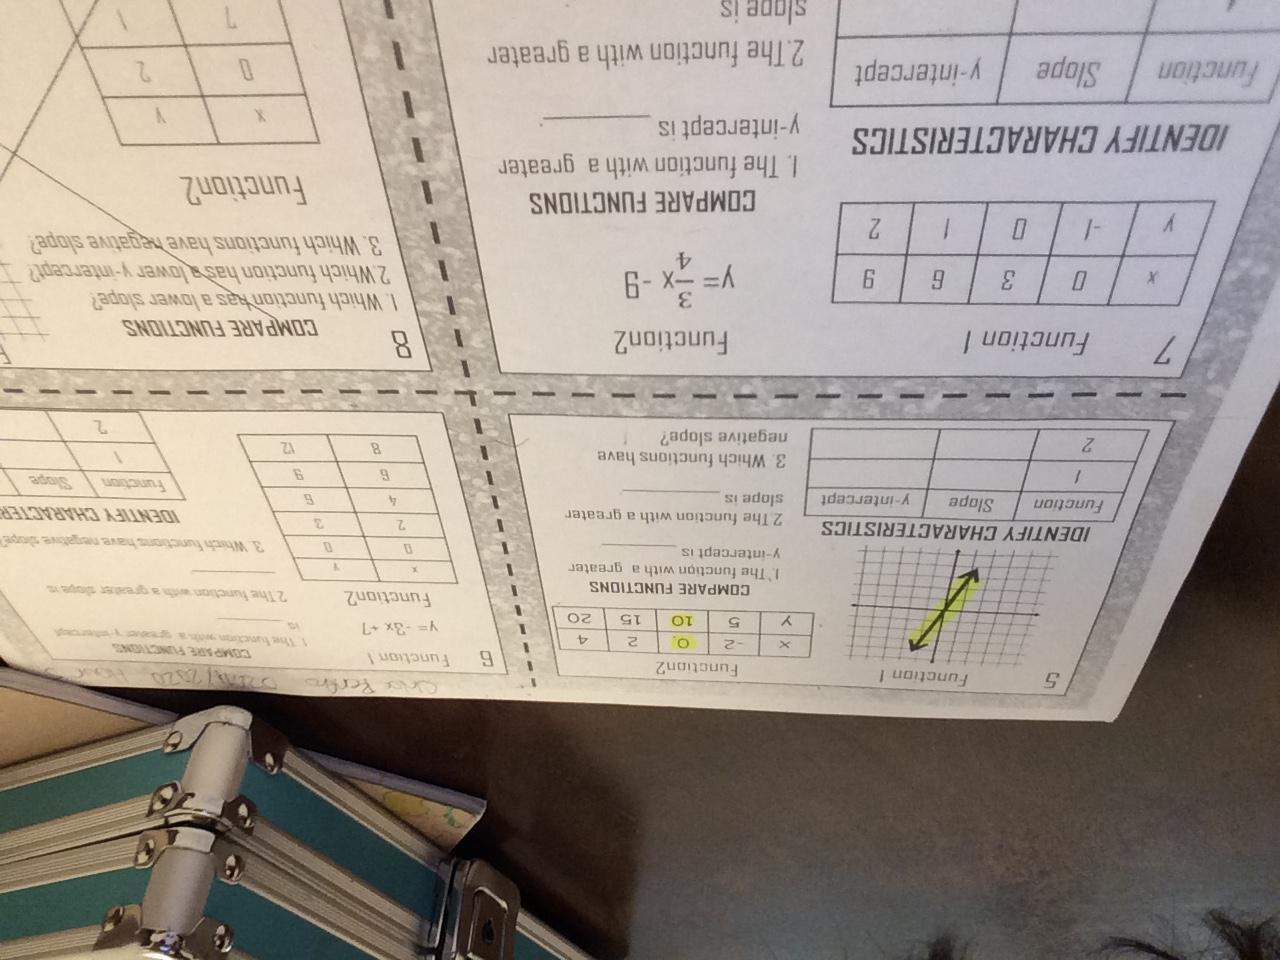 5
Function 1
Function2
x -2 0 2 4
Y 5 10 15 20
COMPARE FUNCTIONS
1. The function with a greater
y-intercept is
2. The function with a greater
slope is
3. Which functions have
negative slope?
IDENTIFY CHARACTERISTICS
Function Slope y-intercept
1
2
6
Function 1
y= -3x +7
Function2
x Y
0 0
2 3
4 6
6 9
8 12
COMPARE FUNCTIONS
1. The function with a greater y-intercept
is
2. The function with a greater slope is
3. Which functions have negative slope?
Function Slope
1
2
7
Function 1
x 0 3 6 9
y -1 0 1 2
Function2
y= 3/4 x -9
COMPARE FUNCTIONS
1. The function with a greater
y-intercept is
2. The function with a greater
slope is
IDENTIFY CHARACTERISTICS
Function Slope y-intercept
8
COMPARE FUNCTIONS
1. Which function has a lower slope?
2. Which function has a lower y-intercept?
3. Which functions have negative slope?
Function2
x y
0 2
7 1